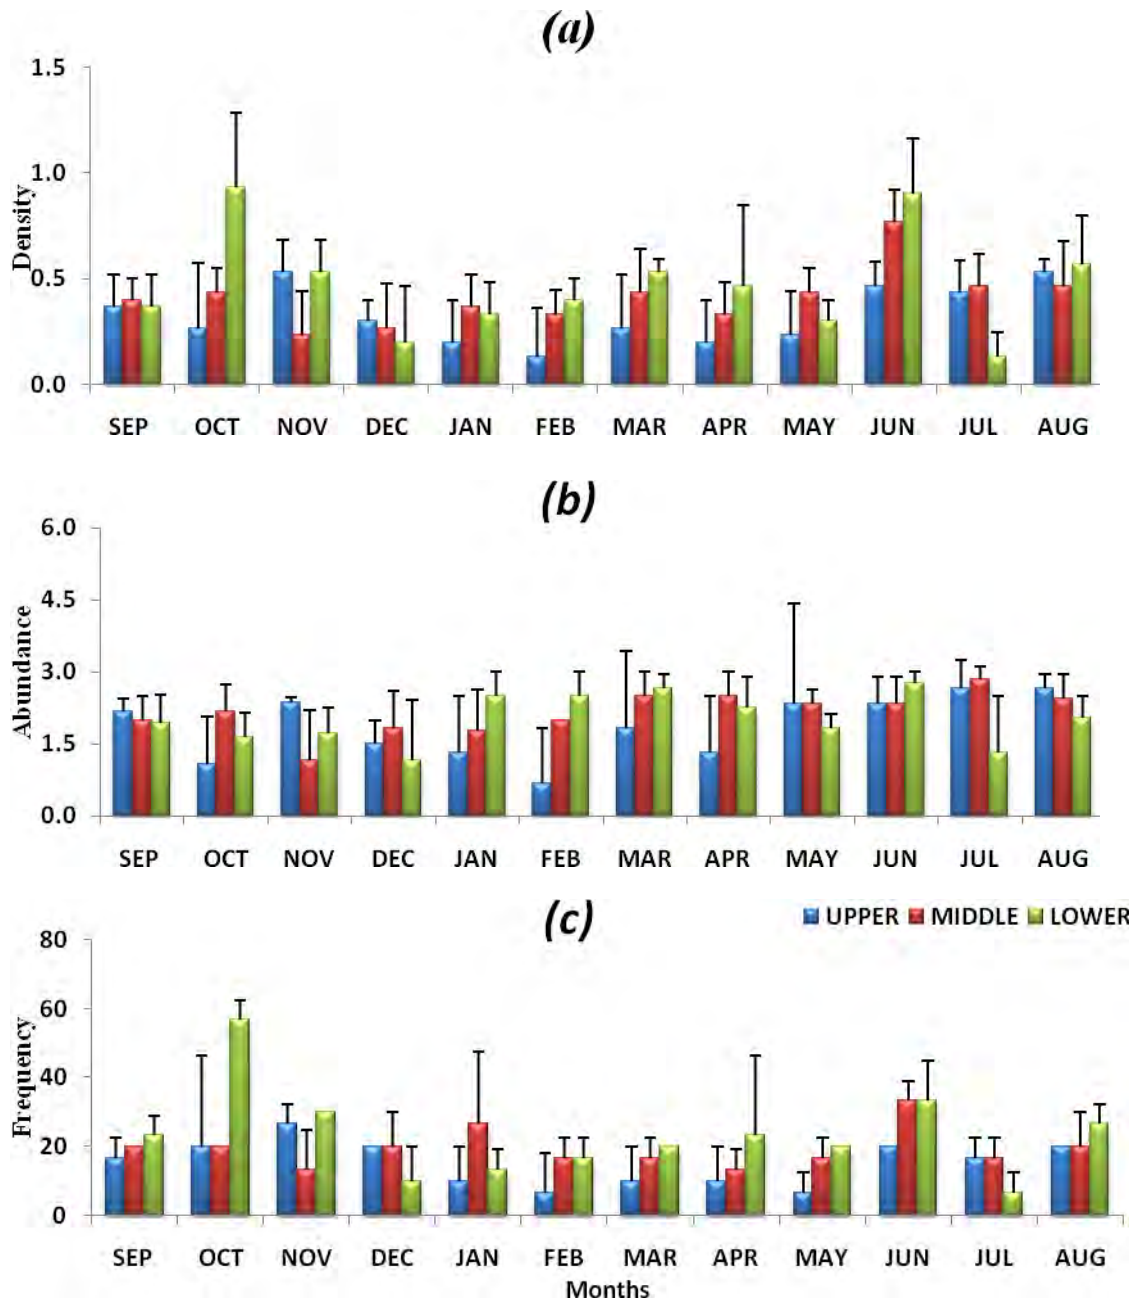 (a)
1.5
1.0
0.5
0.0
Density
SEP OCT NOV DEC JAN FEB MAR APR MAY JUN JUL AUG
(b)
6.0
4.5
3.0
1.5
0.0
Abundance
SEP OCT NOV DEC JAN FEB MAR APR MAY JUN JUL AUG
(c)
UPPER MIDDLE LOWER
80
60
40
20
0
Frequency
SEP OCT NOV DEC JAN FEB MAR APR MAY JUN JUL AUG
Months